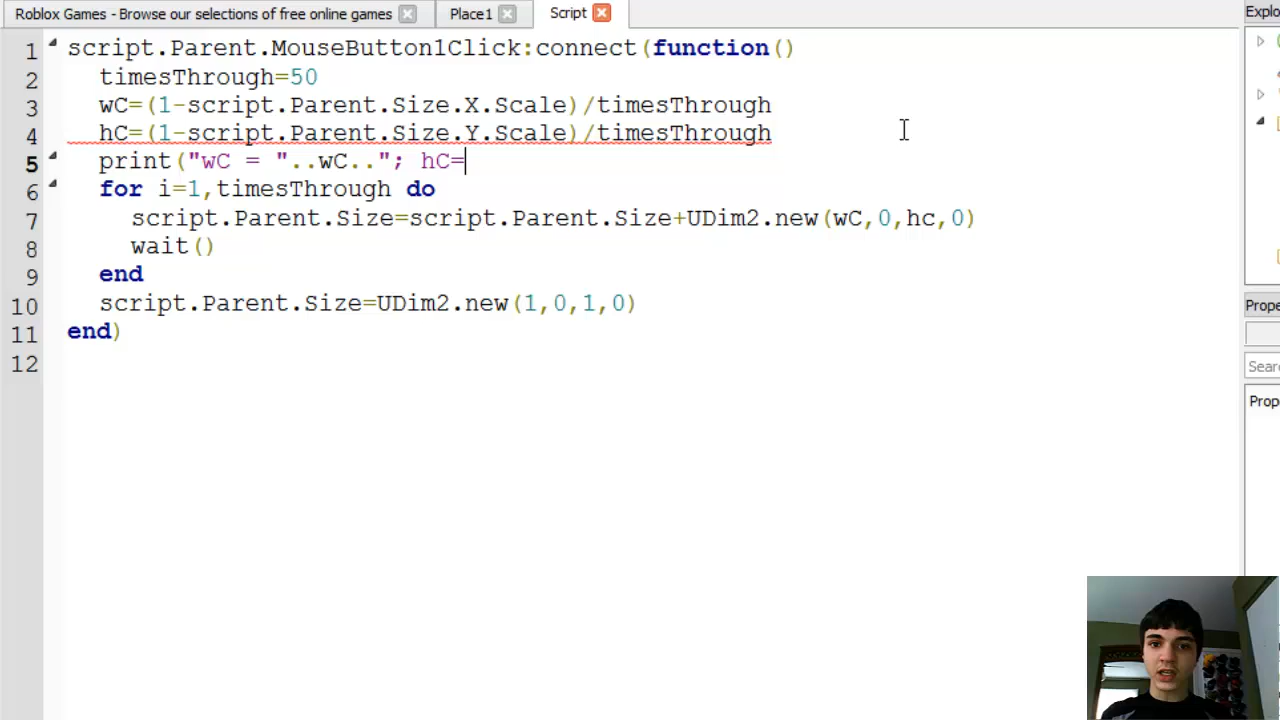 Roblox Games - Browse our selections of free online games
Place1
Script
Explo
1 script.Parent.MouseButton1Click:connect(function()
2 timesThrough=50
3 wC=(1-script.Parent.Size.X.Scale)/timesThrough
4 hC=(1-script.Parent.Size.Y.Scale)/timesThrough
5 print("wC = "..wC.."; hC=
6 for i=1,timesThrough do
7 script.Parent.Size=script.Parent.Size+UDim2.new(wC,0,hc,0)
8 wait()
9 end
10 script.Parent.Size=UDim2.new(1,0,1,0)
11 end)
12
Prope
Sear
Prop